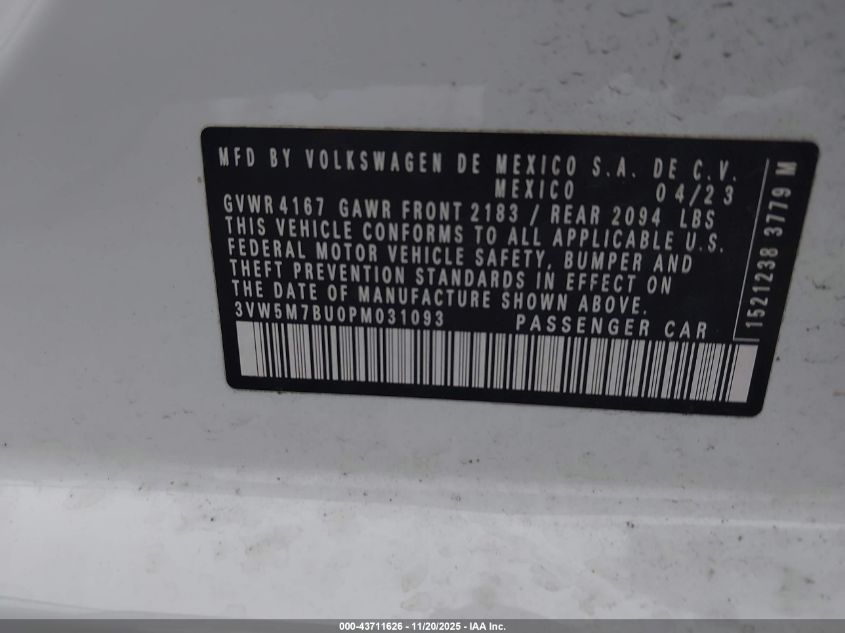 MFD BY VOLKSWAGEN DE MEXICO S.A. DE C.V.
MEXICO 04/23
GVWR 4167 GAWR FRONT 2183 / REAR 2094 LBS
THIS VEHICLE CONFORMS TO ALL APPLICABLE U.S.
FEDERAL MOTOR VEHICLE SAFETY, BUMPER AND
THEFT PREVENTION STANDARDS IN EFFECT ON
THE DATE OF MANUFACTURE SHOWN ABOVE.
3VW5M7BU0PM031093 PASSENGER CAR
1521238 3779 M
000-43711626 - 11/20/2025 - IAA Inc.